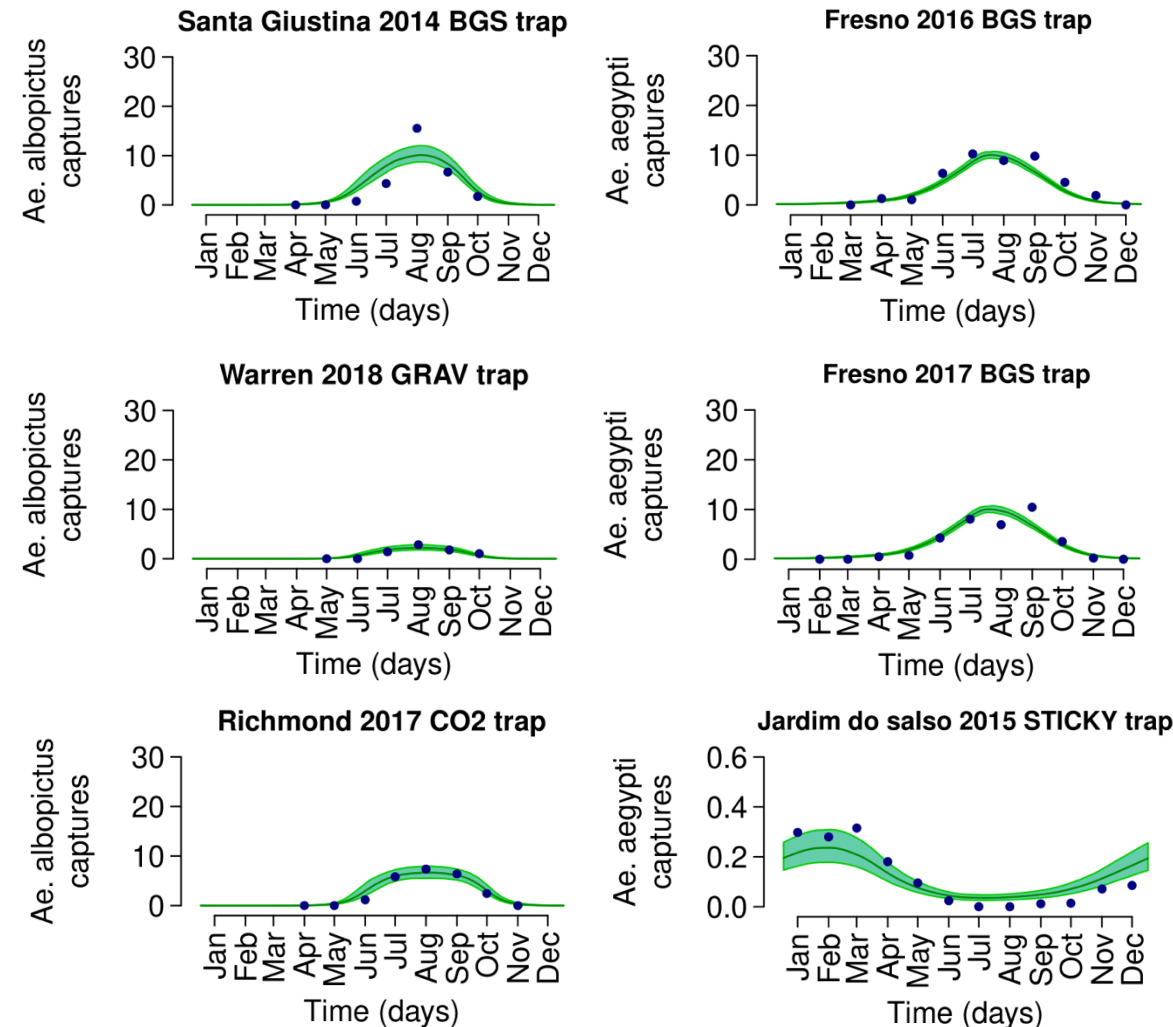 Santa Giustina 2014 BGS trap
Ae. albopictus
captures
30
20
10
0
Jan
Feb
Mar
Apr
May
Jun
Jul
Aug
Sep
Oct
Nov
Dec
Time (days)
Fresno 2016 BGS trap
Ae. aegypti
captures
30
20
10
0
Jan
Feb
Mar
Apr
May
Jun
Jul
Aug
Sep
Oct
Nov
Dec
Time (days)
Warren 2018 GRAV trap
Ae. albopictus
captures
30
20
10
0
Jan
Feb
Mar
Apr
May
Jun
Jul
Aug
Sep
Oct
Nov
Dec
Time (days)
Fresno 2017 BGS trap
Ae. aegypti
captures
30
20
10
0
Jan
Feb
Mar
Apr
May
Jun
Jul
Aug
Sep
Oct
Nov
Dec
Time (days)
Richmond 2017 CO2 trap
Ae. albopictus
captures
30
20
10
0
Jan
Feb
Mar
Apr
May
Jun
Jul
Aug
Sep
Oct
Nov
Dec
Time (days)
Jardim do salso 2015 STICKY trap
Ae. aegypti
captures
0.6
0.4
0.2
0.0
Jan
Feb
Mar
Apr
May
Jun
Jul
Aug
Sep
Oct
Nov
Dec
Time (days)